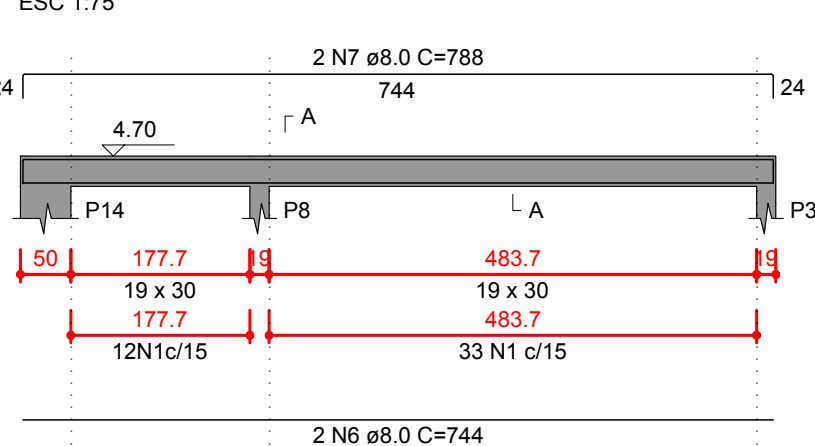 ESC 1:75
2 N7 ø8.0 C=788
24 744 24
A
4.70
P14 P8 A P3
50 177.7 19 483.7 19
19 x 30 19 x 30
177.7 483.7
12N1c/15 33 N1 c/15
2 N6 ø8.0 C=744